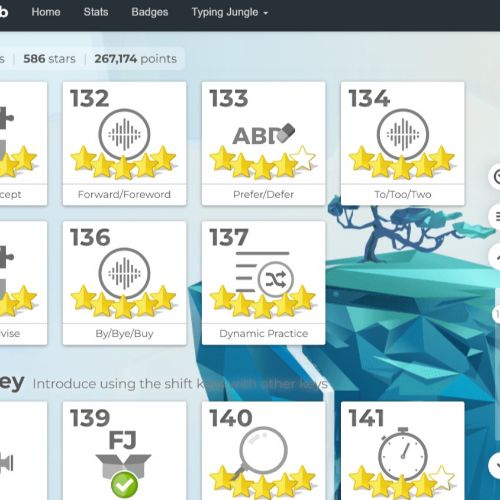 b Home Stats Badges Typing Jungle
s | 586 stars | 267,174 points
132 133 134
ABD
cept Forward/Foreword Prefer/Defer To/Too/Two
136 137
vise By/Bye/Buy Dynamic Practice
ey Introduce using the shift key with other keys
139 140 141
FJ